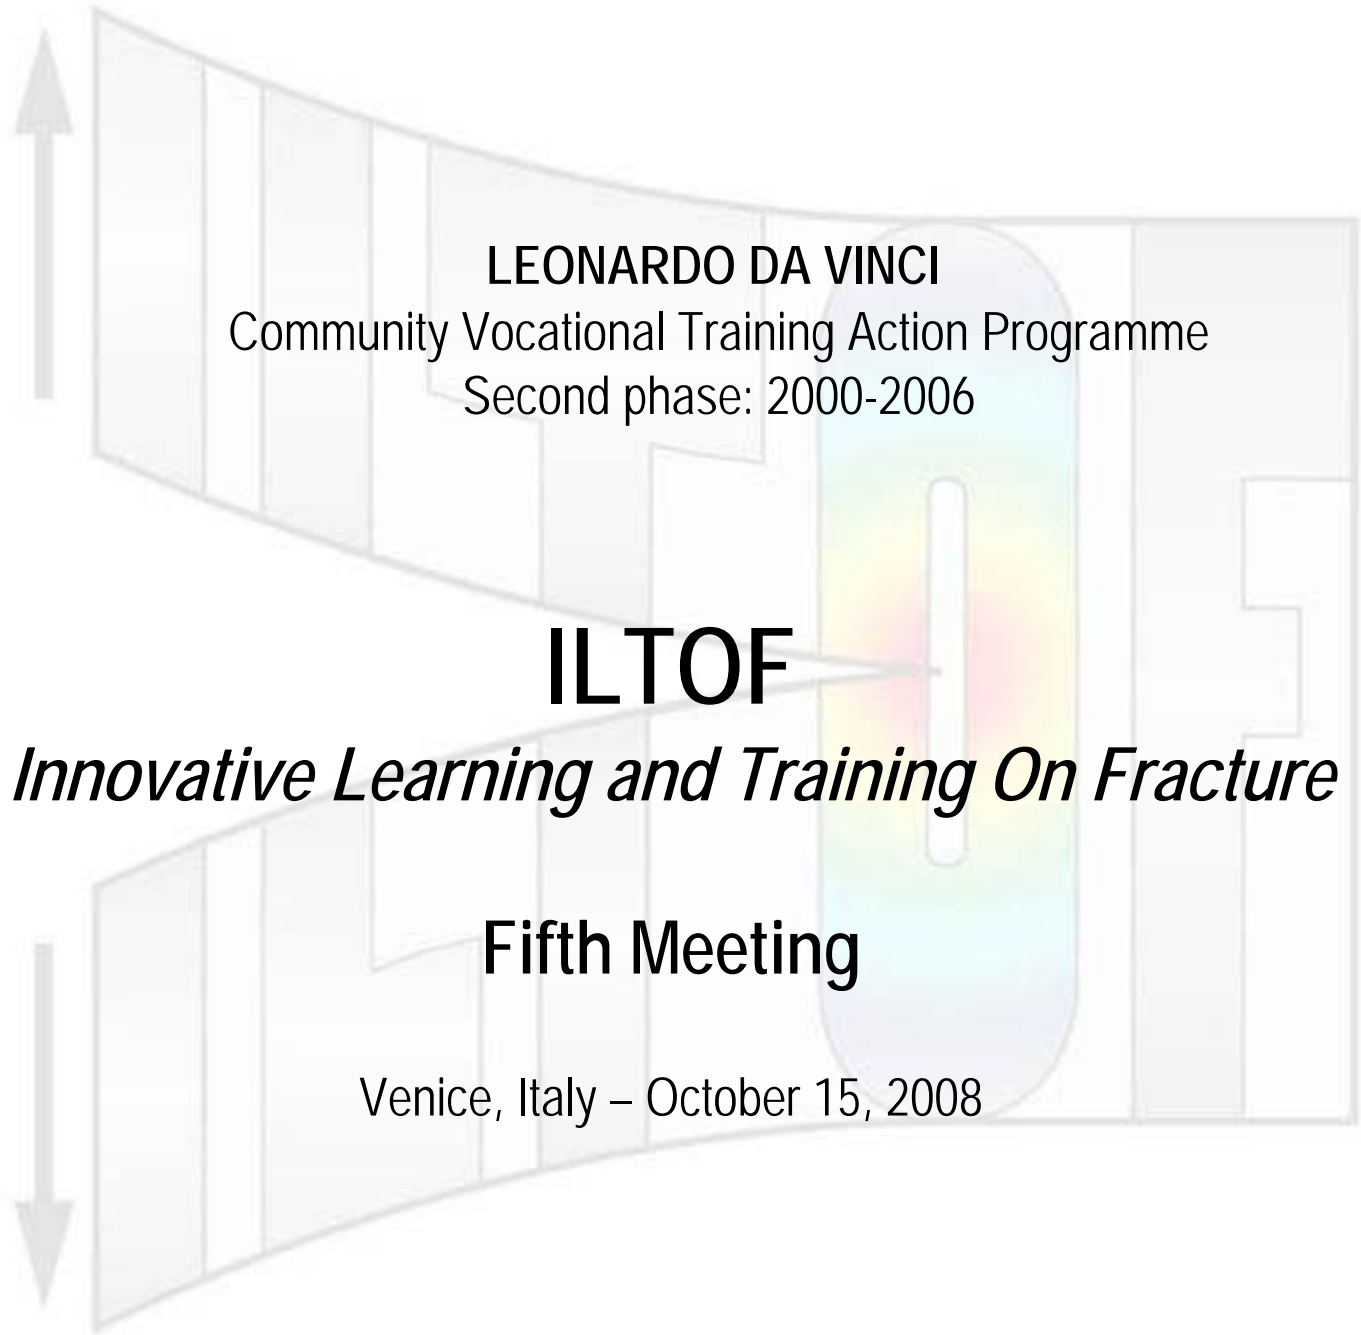 LEONARDO DA VINCI
Community Vocational Training Action Programme
Second phase: 2000-2006
ILTOF
Innovative Learning and Training On Fracture
Fifth Meeting
Venice, Italy – October 15, 2008